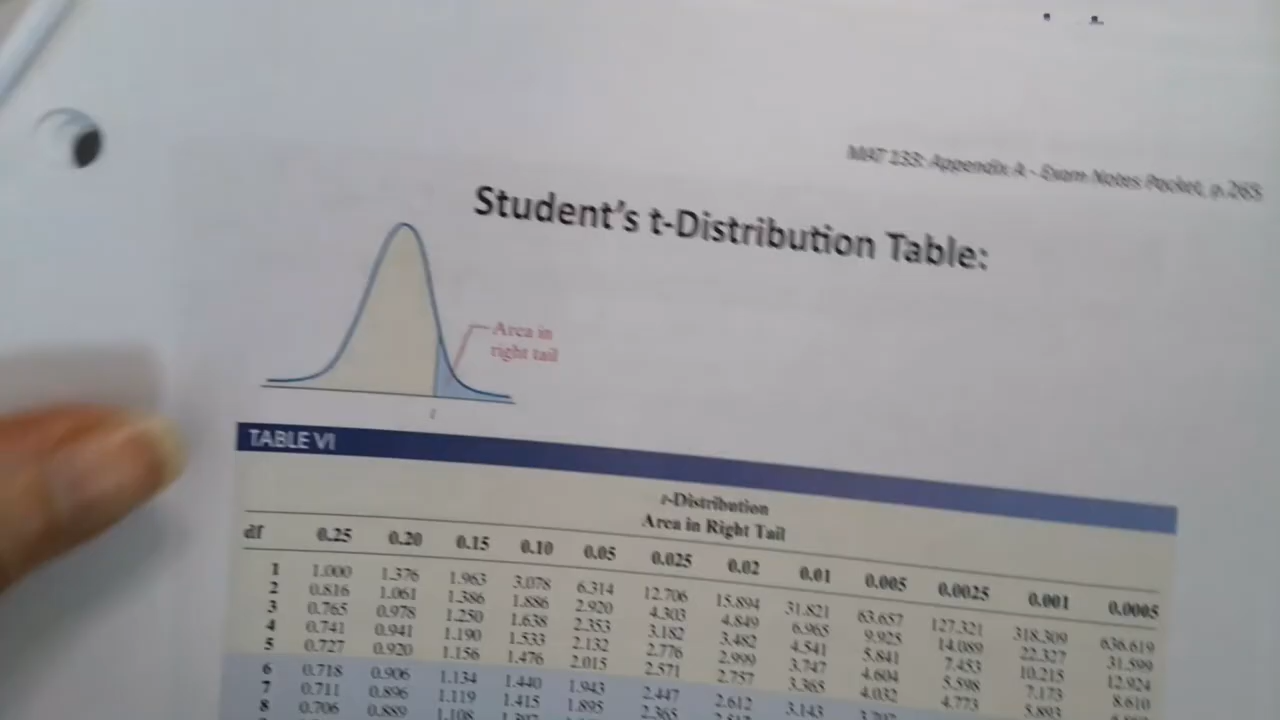 MAT 133: Appendix A - Exam Notes Packet, p.265
Student's t-Distribution Table:
Area in
right tail
t
TABLE VI
t-Distribution
Area in Right Tail
df 0.25 0.20 0.15 0.10 0.05 0.025 0.02 0.01 0.005 0.0025 0.001 0.0005
1 1.000 1.376 1.963 3.078 6.314 12.706 15.894 31.821 63.657 127.321 318.309 636.619
2 0.816 1.061 1.386 1.886 2.920 4.303 4.849 6.965 9.925 14.089 22.327 31.599
3 0.765 0.978 1.250 1.638 2.353 3.182 3.482 4.541 5.841 7.453 10.215 12.924
4 0.741 0.941 1.190 1.533 2.132 2.776 2.999 3.747 4.604 5.598 7.173
5 0.727 0.920 1.156 1.476 2.015 2.571 2.757 3.365 4.032 4.773 5.893
6 0.718 0.906 1.134 1.440 1.943 2.447 2.612 3.143
7 0.711 0.896 1.119 1.415 1.895 2.365
8 0.706 0.889 1.108